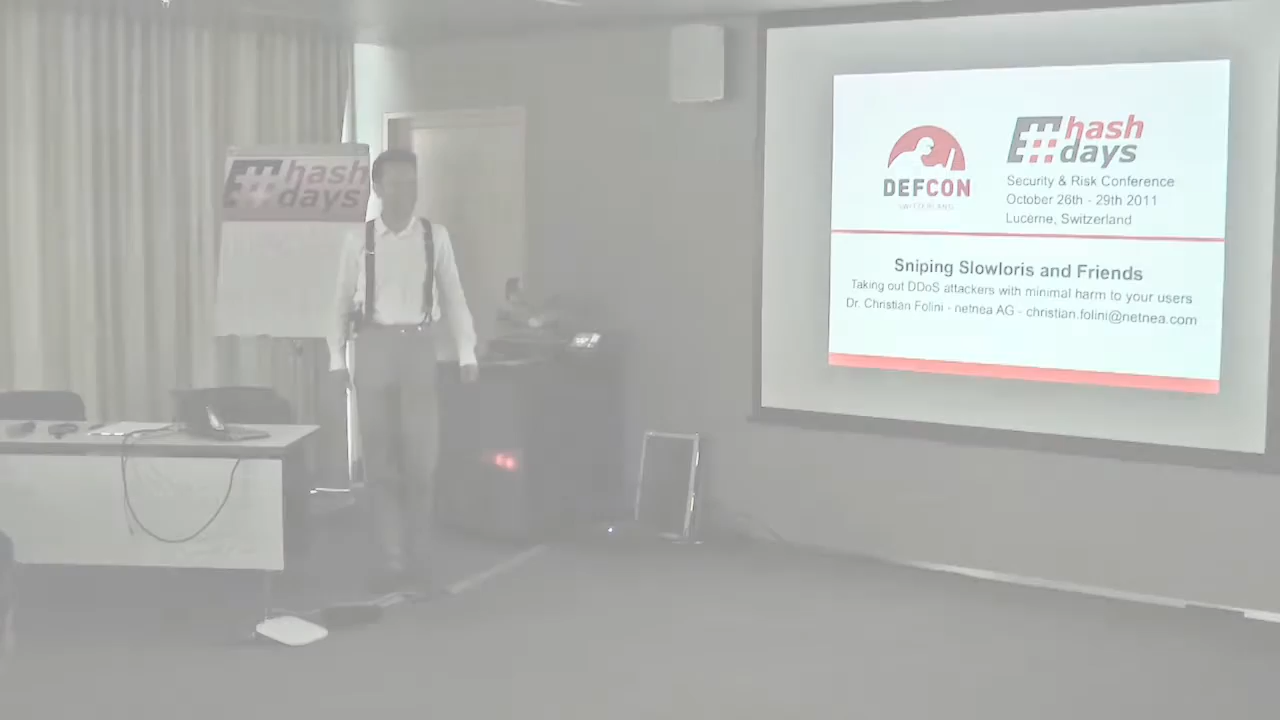 hash
days
DEFCON
SWITZERLAND
hash
days
Security & Risk Conference
October 26th - 29th 2011
Lucerne, Switzerland
Sniping Slowloris and Friends
Taking out DDoS attackers with minimal harm to your users
Dr. Christian Folini - netnea AG - christian.folini@netnea.com